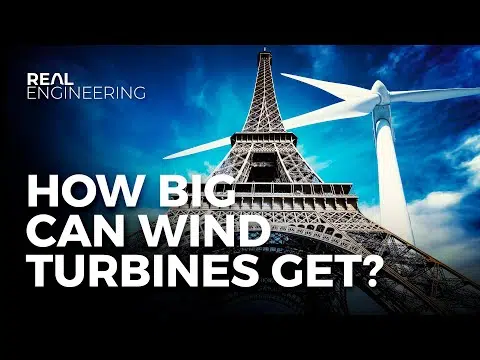 REAL
ENGINEERING
HOW BIG
CAN WIND
TURBINES GET?